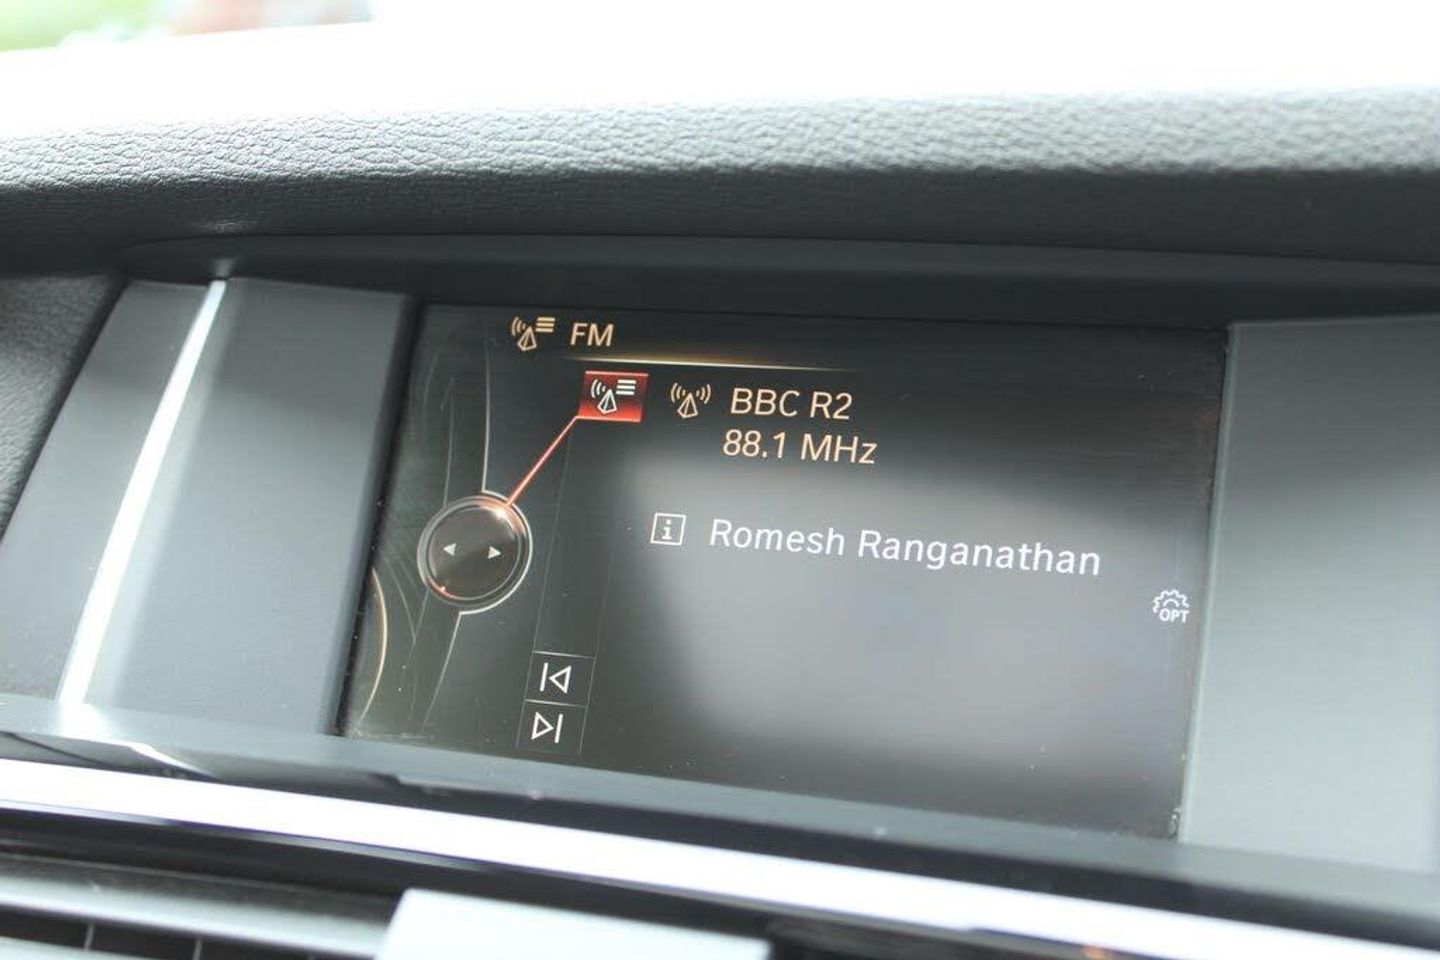 FM
BBC R2
88.1 MHz
i Romesh Ranganathan
OPT